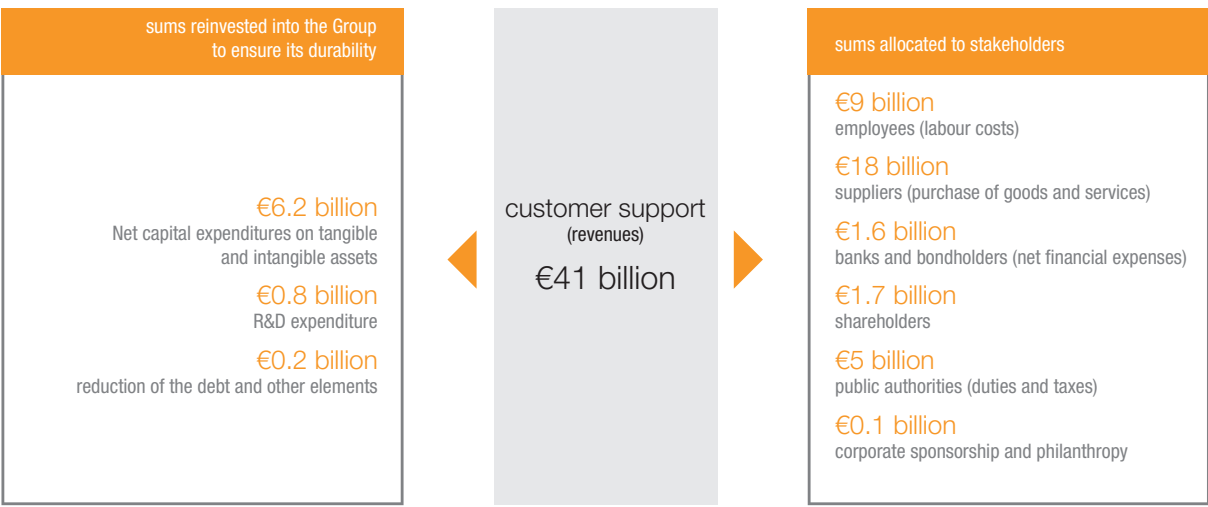 sums reinvested into the Group
to ensure its durability
€6.2 billion
Net capital expenditures on tangible
and intangible assets
€0.8 billion
R&D expenditure
€0.2 billion
reduction of the debt and other elements
customer support
(revenues)
€41 billion
sums allocated to stakeholders
€9 billion
employees (labour costs)
€18 billion
suppliers (purchase of goods and services)
€1.6 billion
banks and bondholders (net financial expenses)
€1.7 billion
shareholders
€5 billion
public authorities (duties and taxes)
€0.1 billion
corporate sponsorship and philanthropy